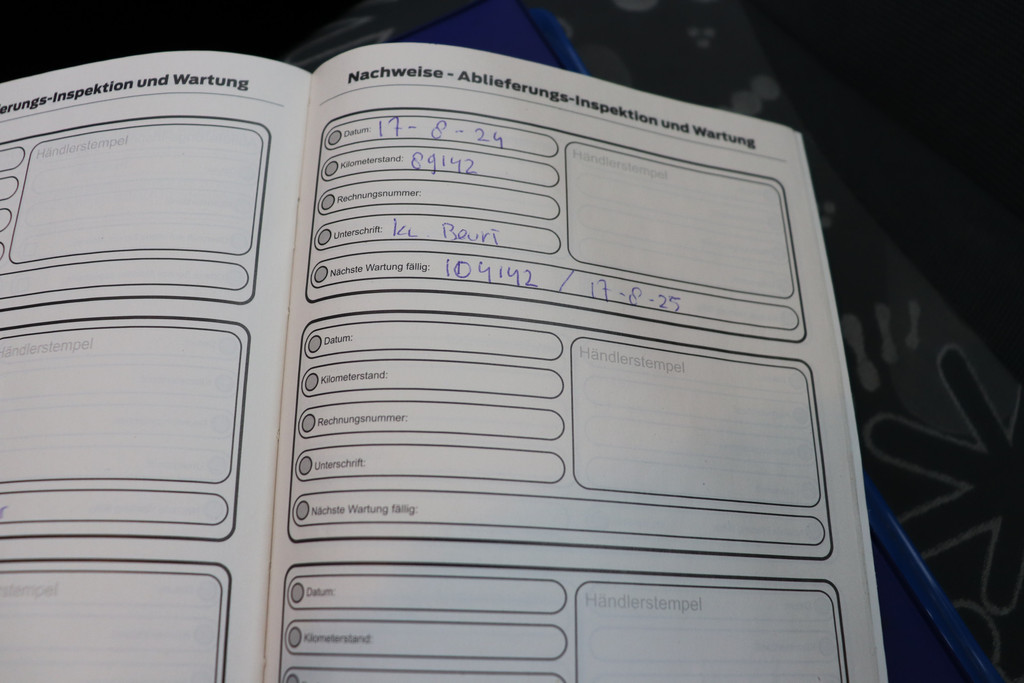 erungs-Inspektion und Wartung
Händlerstempel
Händlerstempel
Nachweise - Ablieferungs-Inspektion und Wartung
Datum: 17-8-24
Kilometerstand: 89142
Rechnungsnummer:
Unterschrift:
Nächste Wartung fällig: 104142 / 17-8-25
Händlerstempel
Datum:
Kilometerstand:
Rechnungsnummer:
Unterschrift:
Nächste Wartung fällig:
Händlerstempel
Datum:
Kilometerstand:
Händlerstempel